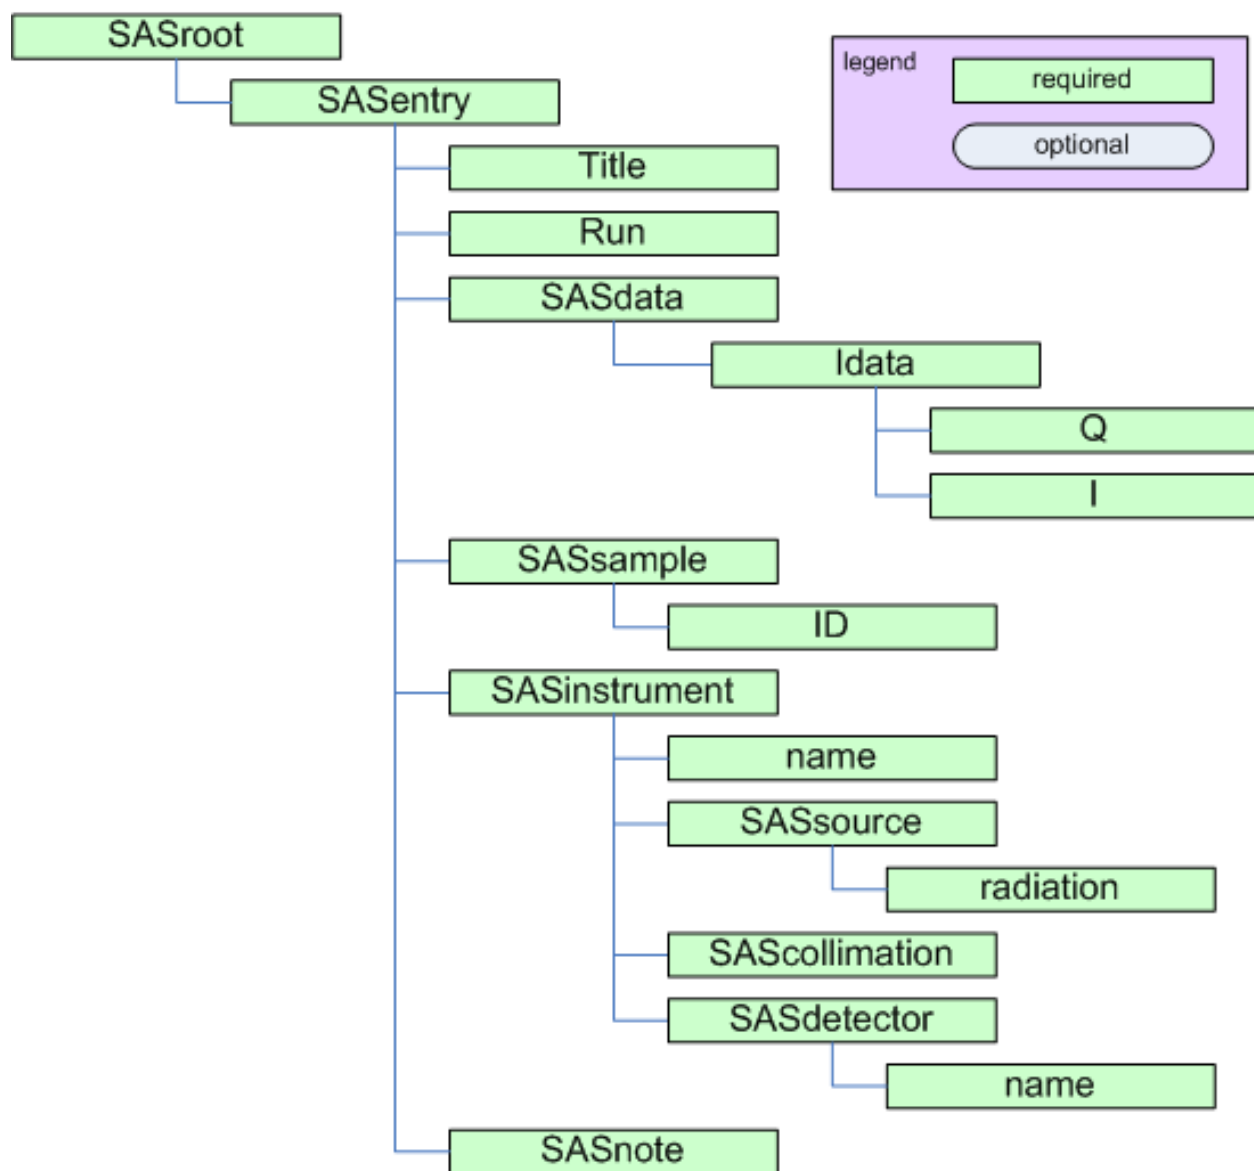 SASroot
legend
required
optional
SASentry
Title
Run
SASdata
Idata
Q
I
SASsample
ID
SASinstrument
name
SASsource
radiation
SAScollimation
SASdetector
name
SASnote